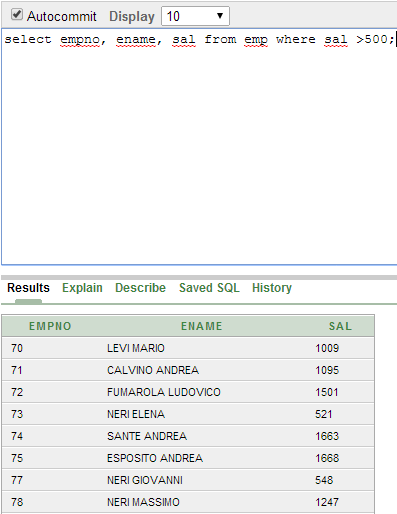 Autocommit Display 10
select empno, ename, sal from emp where sal >500;
Results Explain Describe Saved SQL History
EMPNO ENAME SAL
70 LEVI MARIO 1009
71 CALVINO ANDREA 1095
72 FUMAROLA LUDOVICO 1501
73 NERI ELENA 521
74 SANTE ANDREA 1663
75 ESPOSITO ANDREA 1668
77 NERI GIOVANNI 548
78 NERI MASSIMO 1247